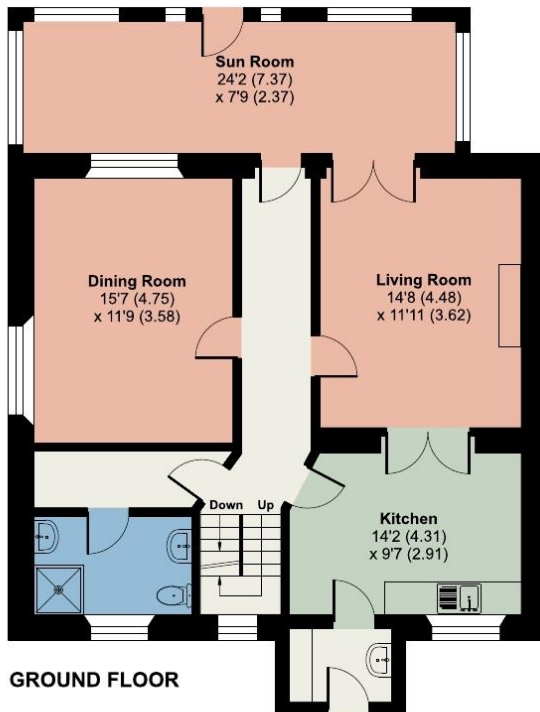 Sun Room
24'2 (7.37)
x 7'9 (2.37)
Dining Room
15'7 (4.75)
x 11'9 (3.58)
Living Room
14'8 (4.48)
x 11'11 (3.62)
Down Up
Kitchen
14'2 (4.31)
x 9'7 (2.91)
GROUND FLOOR